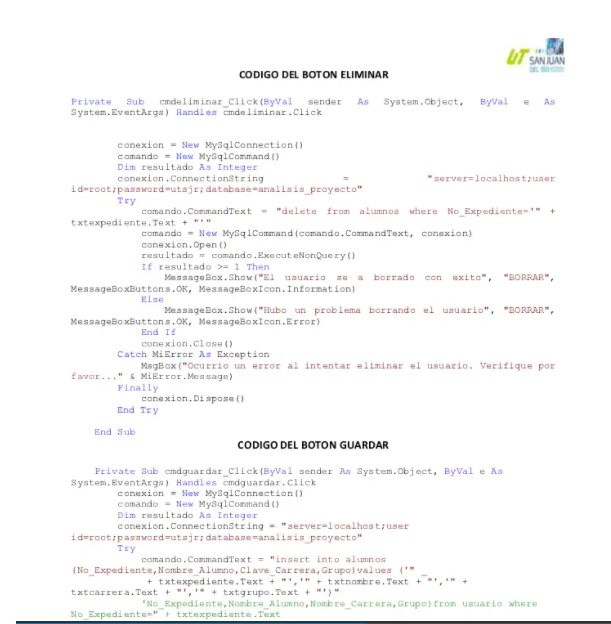 UT SAN JUAN
DEL RIO
CODIGO DEL BOTON ELIMINAR
Private Sub cmdeliminar_Click(ByVal sender As System.Object, ByVal e As
System.EventArgs) Handles cmdeliminar.Click
conexion = New MySqlConnection()
comando = New MySqlCommand()
Dim resultado As Integer
conexion.ConnectionString = "server=localhost;user
id=root;password=utsjr;database=analisis_proyecto"
Try
comando.CommandText = "delete from alumnos where No_Expediente='" +
txtexpediente.Text + "'"
comando = New MySqlCommand(comando.CommandText, conexion)
conexion.Open()
resultado = comando.ExecuteNonQuery()
If resultado >= 1 Then
MessageBox.Show("El usuario se a borrado con exito", "BORRAR",
MessageBoxButtons.OK, MessageBoxIcon.Information)
Else
MessageBox.Show("Hubo un problema borrando el usuario", "BORRAR",
MessageBoxButtons.OK, MessageBoxIcon.Error)
End If
conexion.Close()
Catch MiError As Exception
MsgBox("Ocurrio un error al intentar eliminar el usuario. Verifique por
favor..." & MiError.Message)
Finally
conexion.Dispose()
End Try
End Sub
CODIGO DEL BOTON GUARDAR
Private Sub cmdguardar_Click(ByVal sender As System.Object, ByVal e As
System.EventArgs) Handles cmdguardar.Click
conexion = New MySqlConnection()
comando = New MySqlCommand()
Dim resultado As Integer
conexion.ConnectionString = "server=localhost;user
id=root;password=utsjr;database=analisis_proyecto"
Try
comando.CommandText = "insert into alumnos
(No_Expediente,Nombre_Alumno,Clave_Carrera,Grupo)values ('" _
+ txtexpediente.Text + "','" + txtnombre.Text + "','" +
txtcarrera.Text + "','" + txtgrupo.Text + "')"
'No_Expediente,Nombre_Alumno,Nombre_Carrera,Grupo)from usuario where
No_Expediente=" + txtexpediente.Text